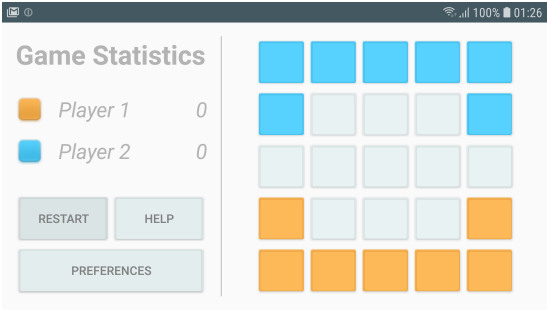 100% 01:26
Game Statistics
Player 1 0
Player 2 0
RESTART HELP
PREFERENCES